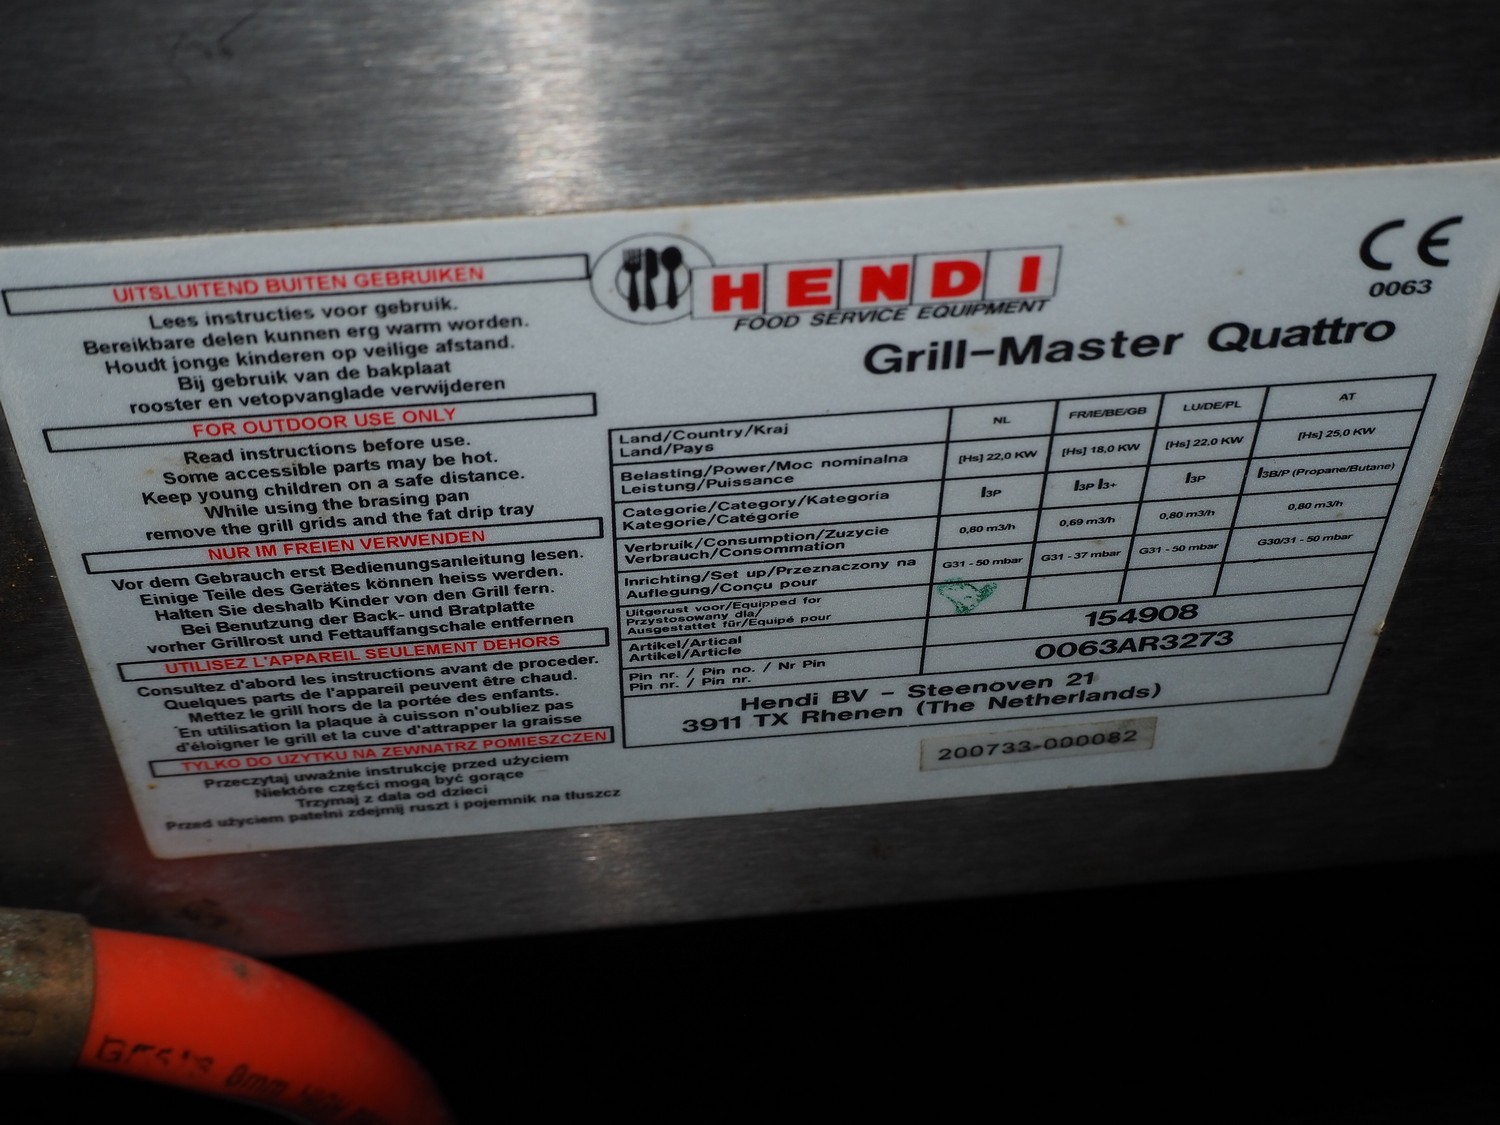 UITSLUITEND BUITEN GEBRUIKEN
Lees instructies voor gebruik.
Bereikbare delen kunnen erg warm worden.
Houdt jonge kinderen op veilige afstand.
Bij gebruik van de bakplaat
rooster en vetopvanglade verwijderen
FOR OUTDOOR USE ONLY
Read instructions before use.
Some accessible parts may be hot.
Keep young children on a safe distance.
While using the brasing pan
remove the grill grids and the fat drip tray
NUR IM FREIEN VERWENDEN
Vor dem Gebrauch erst Bedienungsanleitung lesen.
Einige Teile des Gerätes können heiss werden.
Halten Sie deshalb Kinder von den Grill fern.
Bei Benutzung der Back- und Bratplatte
vorher Grillrost und Fettauffangschale entfernen
UTILISEZ L'APPAREIL SEULEMENT DEHORS
Consultez d'abord les instructions avant de proceder.
Quelques parts de l'appareil peuvent être chaud.
Mettez le grill hors de la portée des enfants.
En utilisation la plaque à cuisson n'oubliez pas
d'éloigner le grill et la cuve d'attrapper la graisse
TYLKO DO UZYTKU NA ZEWNATRZ POMIESZCZEN
Przeczytaj uważnie instrukcję przed użyciem
Niektóre części mogą być gorące
Trzymaj z dala od dzieci
Przed użyciem patelni zdejmij ruszt i pojemnik na tłuszcz
HENDI
FOOD SERVICE EQUIPMENT
CE
0063
Grill-Master Quattro
Land/Country/Kraj
Land/Pays
NL FR/IE/BE/GB LU/DE/PL AT
Belasting/Power/Moc nominalna
Leistung/Puissance
[Hs] 22,0 KW [Hs] 18,0 KW [Hs] 22,0 KW [Hs] 25,0 KW
Categorie/Category/Kategoria
Kategorie/Catégorie
I3P I3P I3+ I3P I3B/P (Propane/Butane)
Verbruik/Consumption/Zuzycie
Verbrauch/Consommation
0,80 m3/h 0,69 m3/h 0,80 m3/h 0,80 m3/h
Inrichting/Set up/Przeznaczony na
Auflegung/Conçu pour
G31 - 50 mbar G31 - 37 mbar G31 - 50 mbar G30/31 - 50 mbar
Uitgerust voor/Equipped for
Przystosowany dla/
Ausgestattet für/Equipé pour
Artikel/Artical
Artikel/Article
154908
Pin nr. / Pin no. / Nr Pin
Pin nr. / Pin nr.
0063AR3273
Hendi BV - Steenoven 21
3911 TX Rhenen (The Netherlands)
200733-000082
8mm